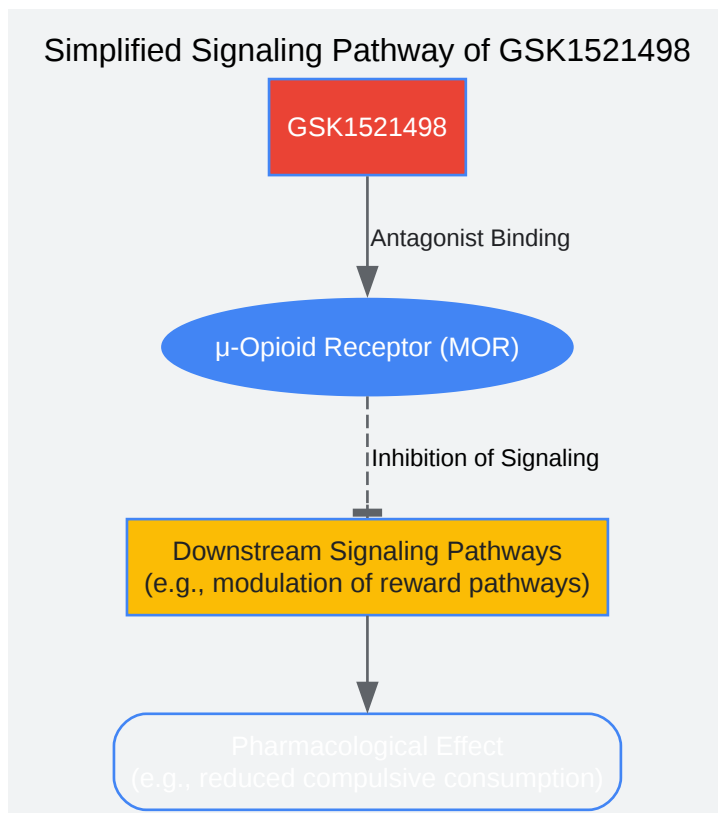 Simplified Signaling Pathway of GSK1521498
GSK1521498
Antagonist Binding
μ-Opioid Receptor (MOR)
Inhibition of Signaling
Downstream Signaling Pathways
(e.g., modulation of reward pathways)
Pharmacological Effect
(e.g., reduced compulsive consumption)